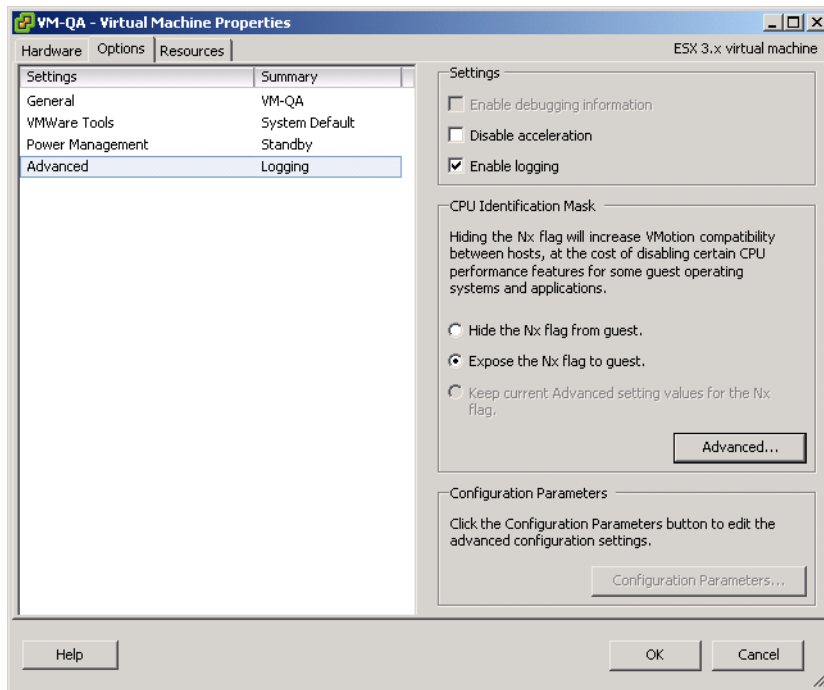 VM-QA - Virtual Machine Properties
Hardware Options Resources ESX 3.x virtual machine
Settings Summary
General VM-QA
VMWare Tools System Default
Power Management Standby
Advanced Logging
Settings
Enable debugging information
Disable acceleration
Enable logging
CPU Identification Mask
Hiding the Nx flag will increase VMotion compatibility
between hosts, at the cost of disabling certain CPU
performance features for some guest operating
systems and applications.
Hide the Nx flag from guest.
Expose the Nx flag to guest.
Keep current Advanced setting values for the Nx
flag.
Advanced...
Configuration Parameters
Click the Configuration Parameters button to edit the
advanced configuration settings.
Configuration Parameters...
Help OK Cancel